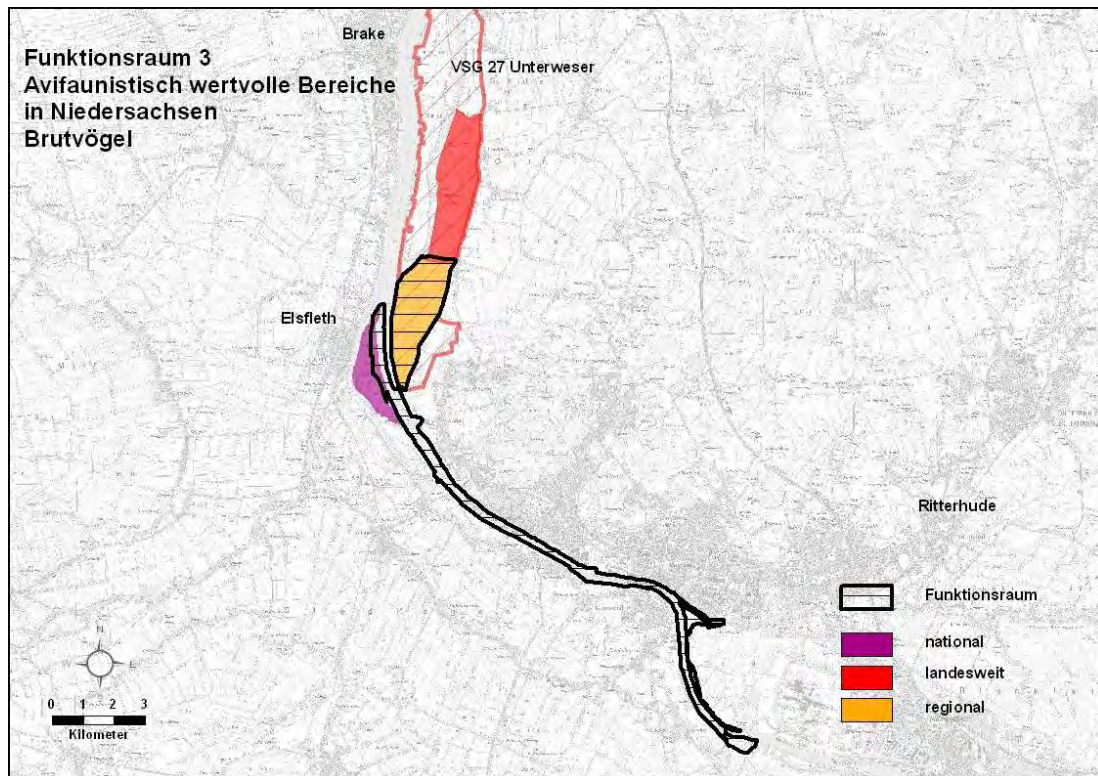 Funktionsraum 3
Avifaunistisch wertvolle Bereiche
in Niedersachsen
Brutvögel
Brake
VSG 27 Unterweser
Elsfleth
Ritterhude
Funktionsraum
national
landesweit
regional
N
W E
S
0 1 2 3
Kilometer